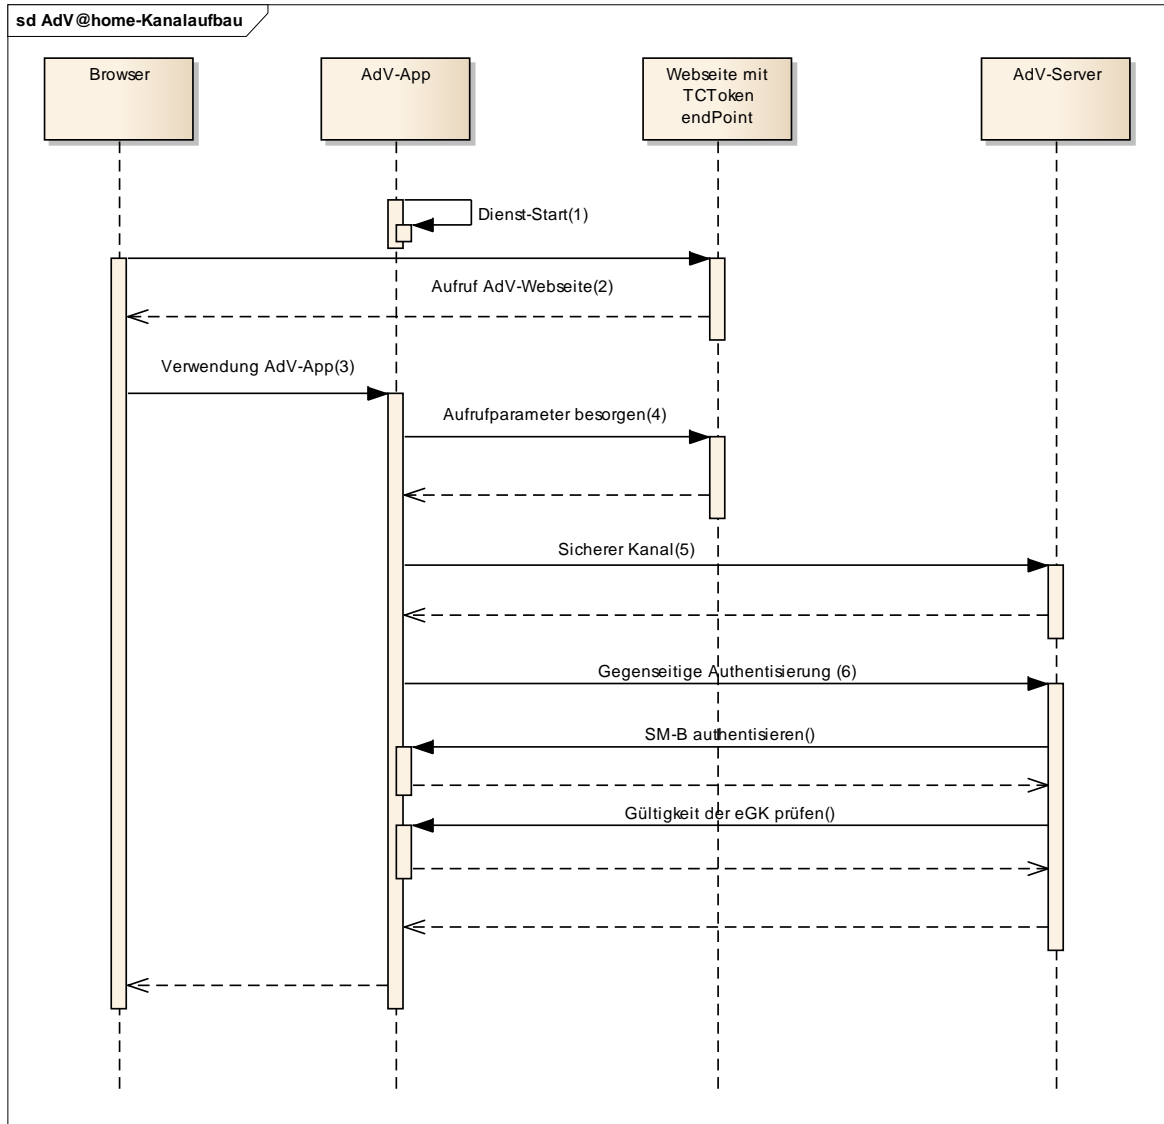 sd AdV@home-Kanalaufbau
Browser
AdV-App
Webseite mit
TCToken
endPoint
AdV-Server
Dienst-Start(1)
Aufruf AdV-Webseite(2)
Verwendung AdV-App(3)
Aufrufparameter besorgen(4)
Sicherer Kanal(5)
Gegenseitige Authentisierung (6)
SM-B authentisieren()
Gültigkeit der eGK prüfen()